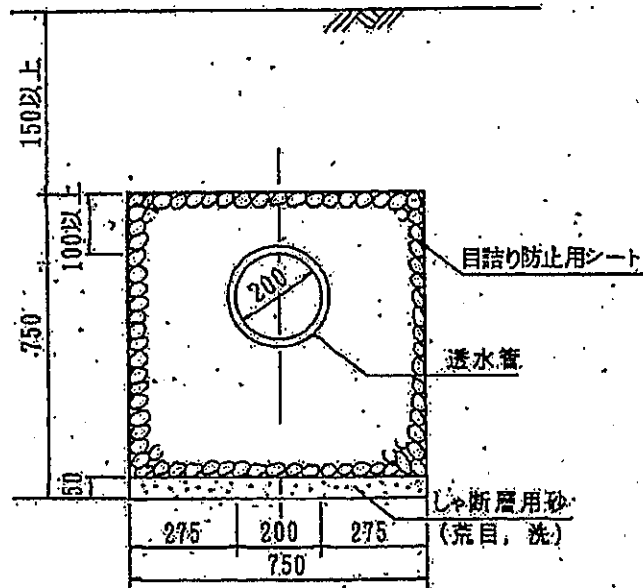 150以上
100以上
750
50
200
目詰り防止用シート
透水管
しゃ断層用砂
(荒目, 洗)
275 200 275
750